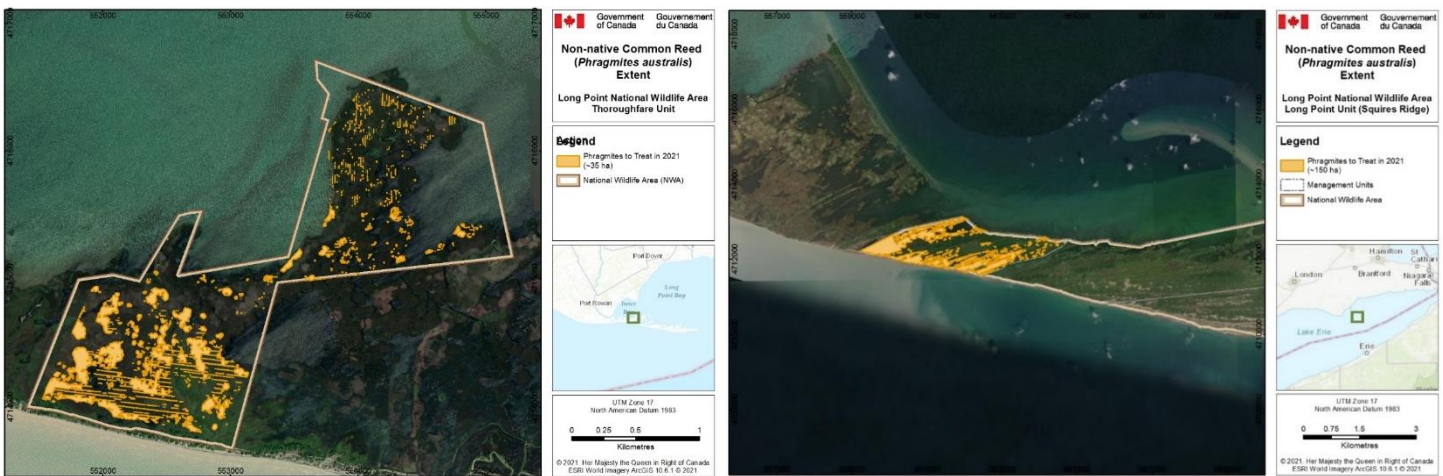 552000 553000
Government of Canada
Gouvernement du Canada
Non-native Common Reed
(Phragmites australis)
Extent
Long Point National Wildlife Area
Thoroughfare Unit
Legend
Phragmites to Treat in 2021
(~35 ha)
National Wildlife Area (NWA)
Port Dover
Long
Point Bay
Port Rowan
Inner
UTM Zone 17
North American Datum 1983
0 0.25 0.5 1
Kilometres
© 2021. Her Majesty the Queen in Right of Canada
ESRI World Imagery ArcGIS 10.6.1 © 2021
4712000
Government of Canada
Gouvernement du Canada
Non-native Common Reed
(Phragmites australis)
Extent
Long Point National Wildlife Area
Long Point Unit (Squires Ridge)
Legend
Phragmites to Treat in 2021
(~150 ha)
Management Units
National Wildlife Area
Hamilton
St
Cathari
London
Brantford
Niagara
Falls
Lake Erie
Erie
UTM Zone 17
North American Datum 1983
0 0.75 1.5 3
Kilometres
© 2021. Her Majesty the Queen in Right of Canada
ESRI World Imagery ArcGIS 10.6.1 © 2021